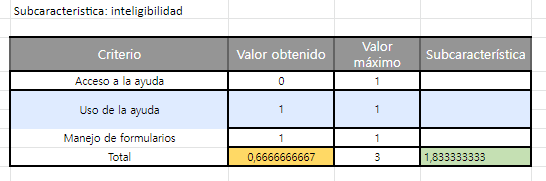 Subcaracteristica: inteligibilidad
Criterio Valor obtenido Valor máximo Subcaracterística
Acceso a la ayuda 0 1
Uso de la ayuda 1 1
Manejo de formularios 1 1
Total 0,6666666667 3 1,833333333